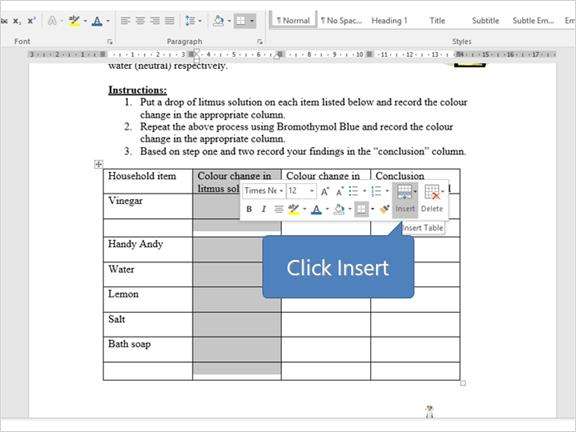 ¶ Normal
¶ No Spac...
Heading 1
Title
Subtitle
Subtle Em...
Font
Paragraph
Styles
water (neutral) respectively.
Instructions:
1. Put a drop of litmus solution on each item listed below and record the colour
change in the appropriate column.
2. Repeat the above process using Bromothymol Blue and record the colour
change in the appropriate column.
3. Based on step one and two record your findings in the “conclusion” column.
Household item
Colour change in
litmus sol
Colour change in
Conclusion
Times Ne
12
B I
Insert
Delete
Insert Table
Click Insert
Vinegar
Handy Andy
Water
Lemon
Salt
Bath soap